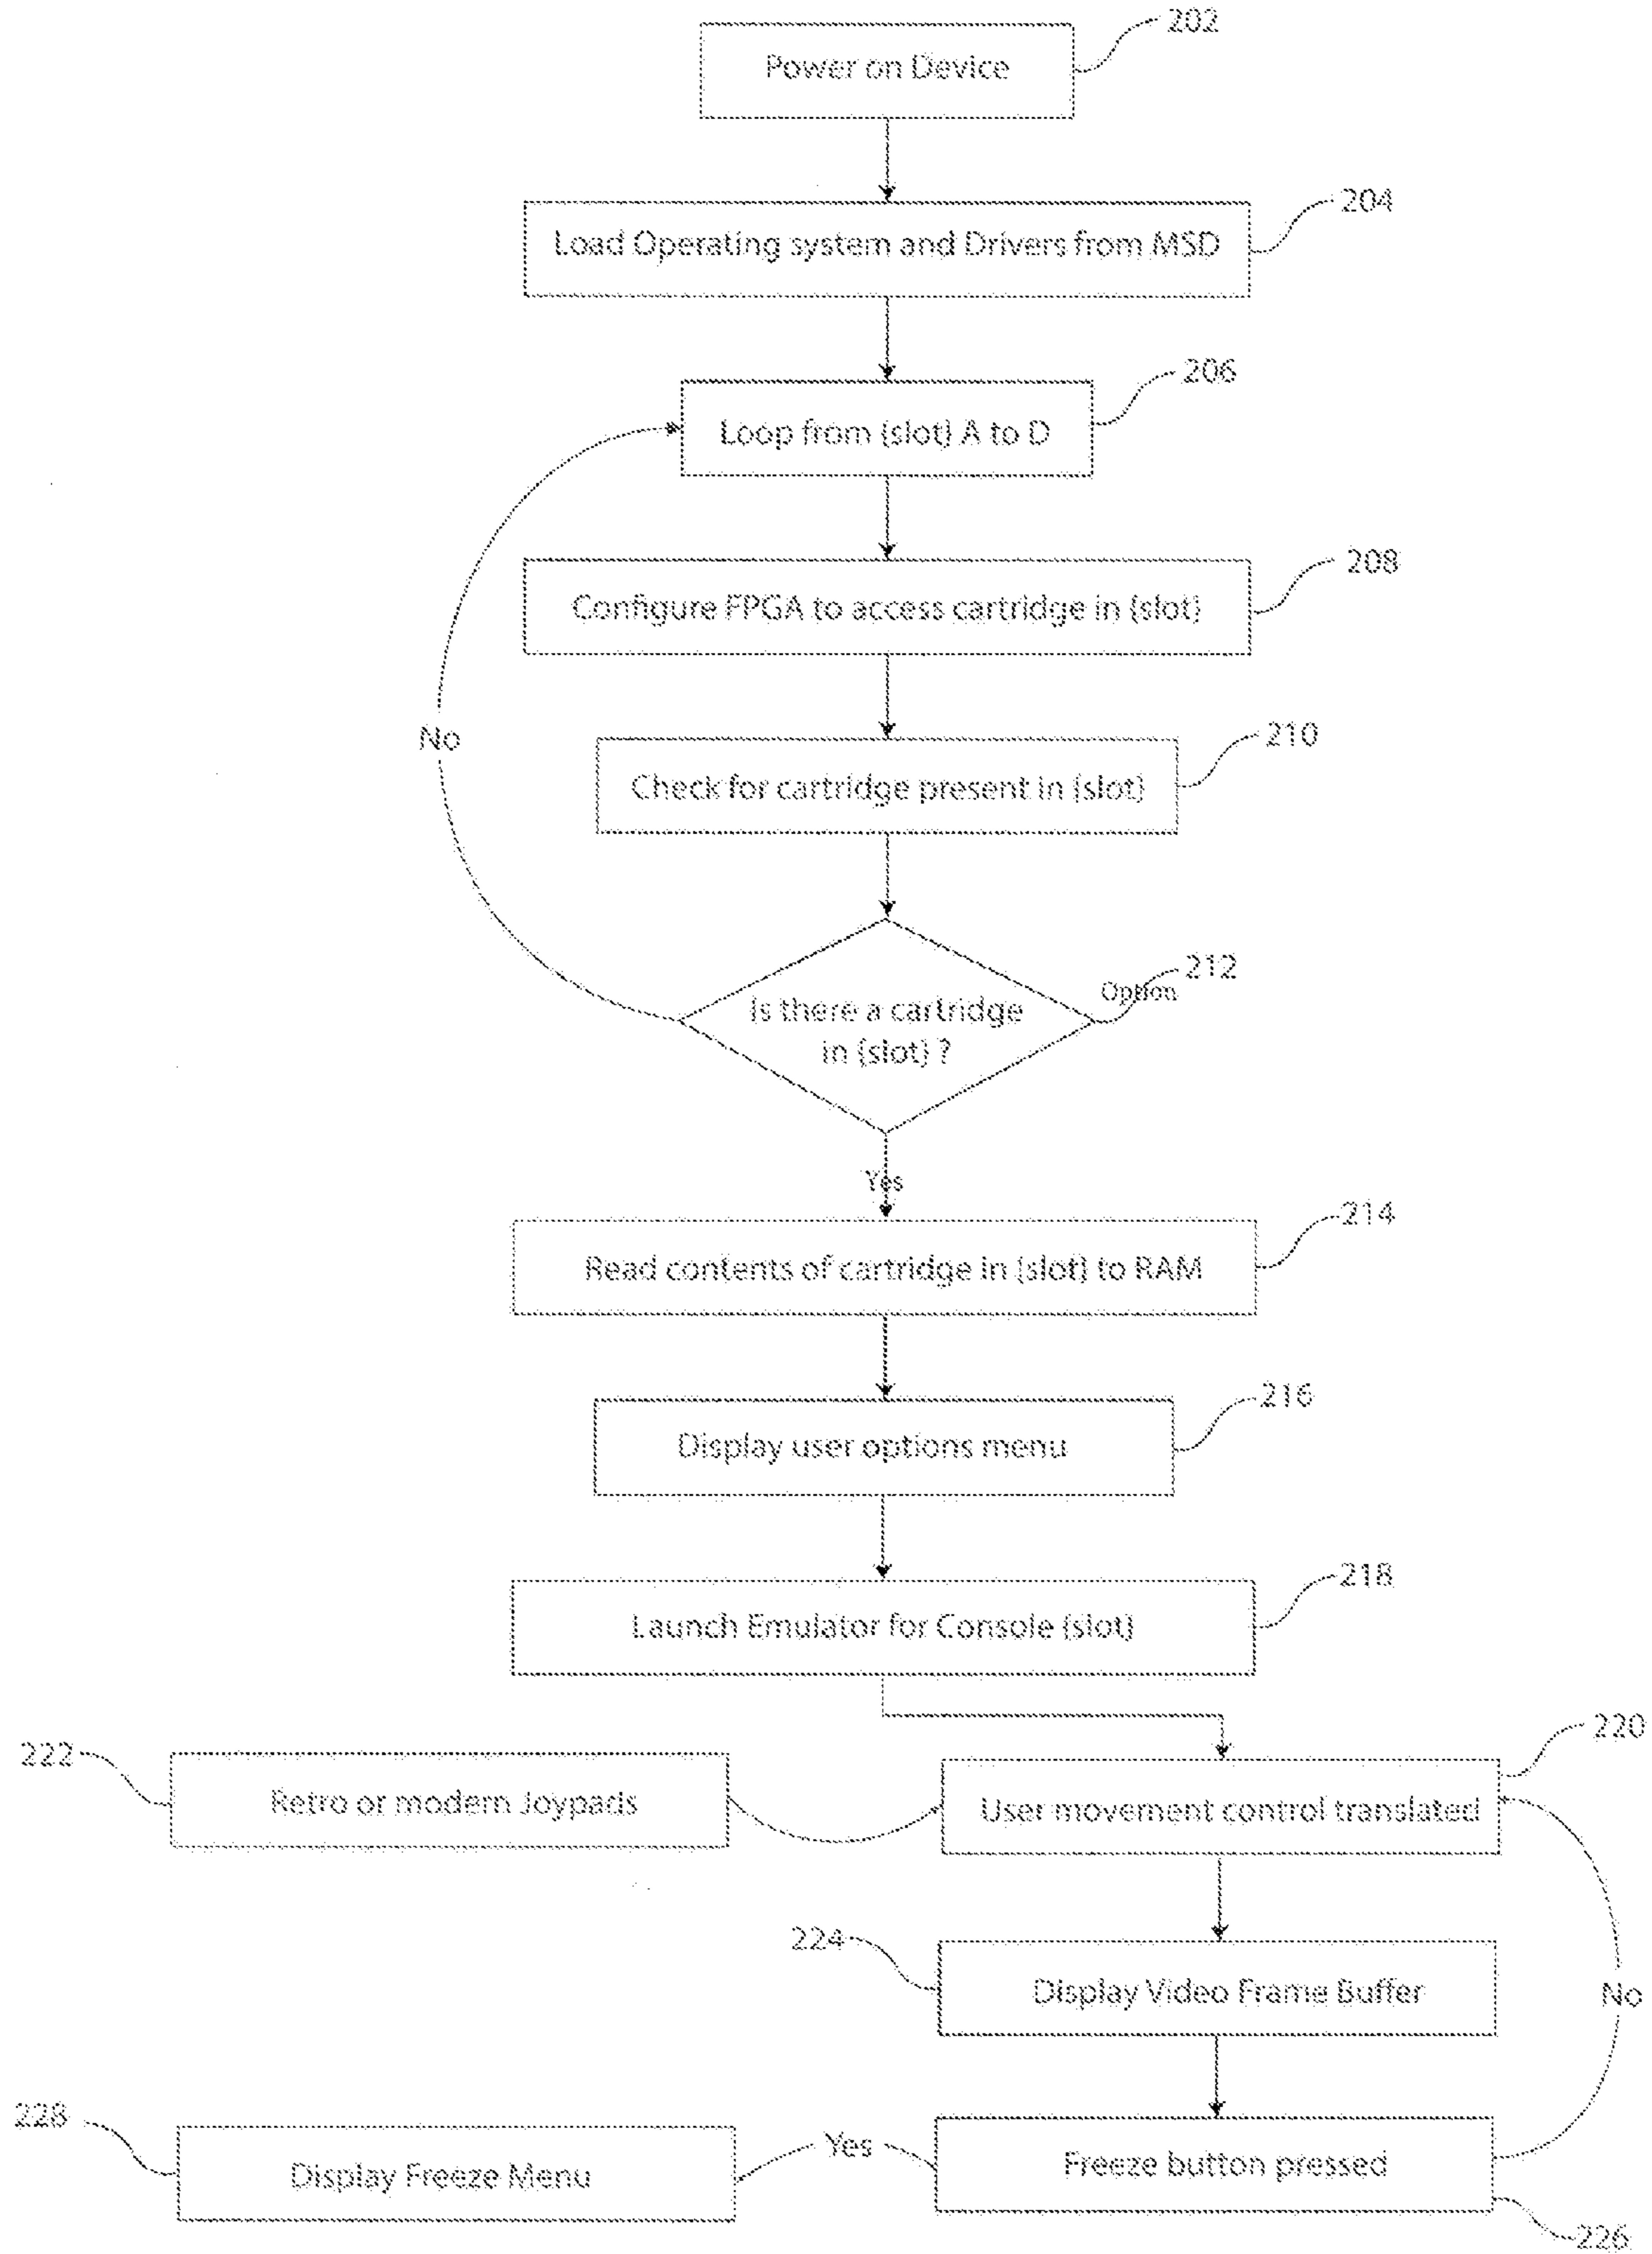 202
Power on Device
204
Load Operating system and Drivers from MSD
206
Loop from {slot} A to D
208
Configure FPGA to access cartridge in {slot}
No
210
Check for cartridge present in {slot}
212
Option
Is there a cartridge
in {slot} ?
Yes
214
Read contents of cartridge in {slot} to RAM
216
Display user options menu
218
Launch Emulator for Console {slot}
220
222
Retro or modern Joypads
User movement control translated
224
Display Video Frame Buffer
No
228
Yes
Display Freeze Menu
Freeze button pressed
226